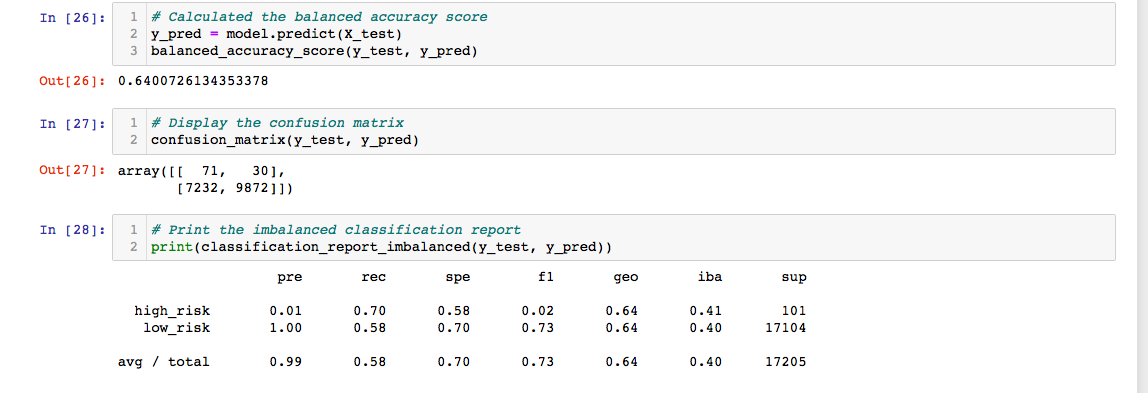 In [26]: 1 # Calculated the balanced accuracy score
2 y_pred = model.predict(X_test)
3 balanced_accuracy_score(y_test, y_pred)
Out[26]: 0.6400726134353378
In [27]: 1 # Display the confusion matrix
2 confusion_matrix(y_test, y_pred)
Out[27]: array([[  71,   30],
[7232, 9872]])
In [28]: 1 # Print the imbalanced classification report
2 print(classification_report_imbalanced(y_test, y_pred))
pre rec spe f1 geo iba sup
high_risk 0.01 0.70 0.58 0.02 0.64 0.41 101
low_risk 1.00 0.58 0.70 0.73 0.64 0.40 17104
avg / total 0.99 0.58 0.70 0.73 0.64 0.40 17205